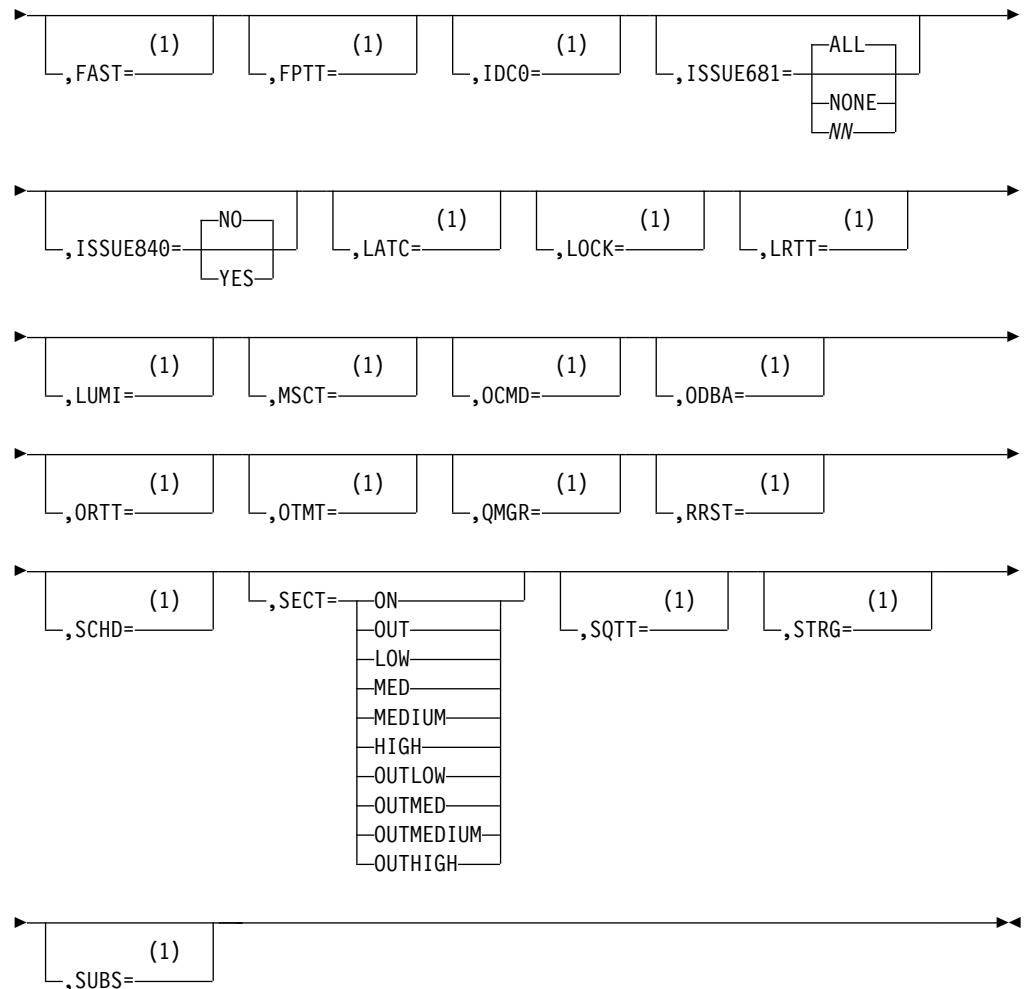 (1) (1) (1) ALL
,FAST= ,FPTT= ,IDC0= ,ISSUE681=
NONE
NN
NO (1) (1) (1)
,ISSUE840= ,LATC= ,LOCK= ,LRTT=
YES
(1) (1) (1) (1)
,LUMI= ,MSCT= ,OCMD= ,ODBA=
(1) (1) (1) (1)
,ORTT= ,OTMT= ,QMGR= ,RRST=
(1) ,SECT= ON (1) (1)
,SCHD= OUT ,SQTT= ,STRG=
LOW
MED
MEDIUM
HIGH
OUTLOW
OUTMED
OUTMEDIUM
OUTHIGH
(1)
,SUBS=